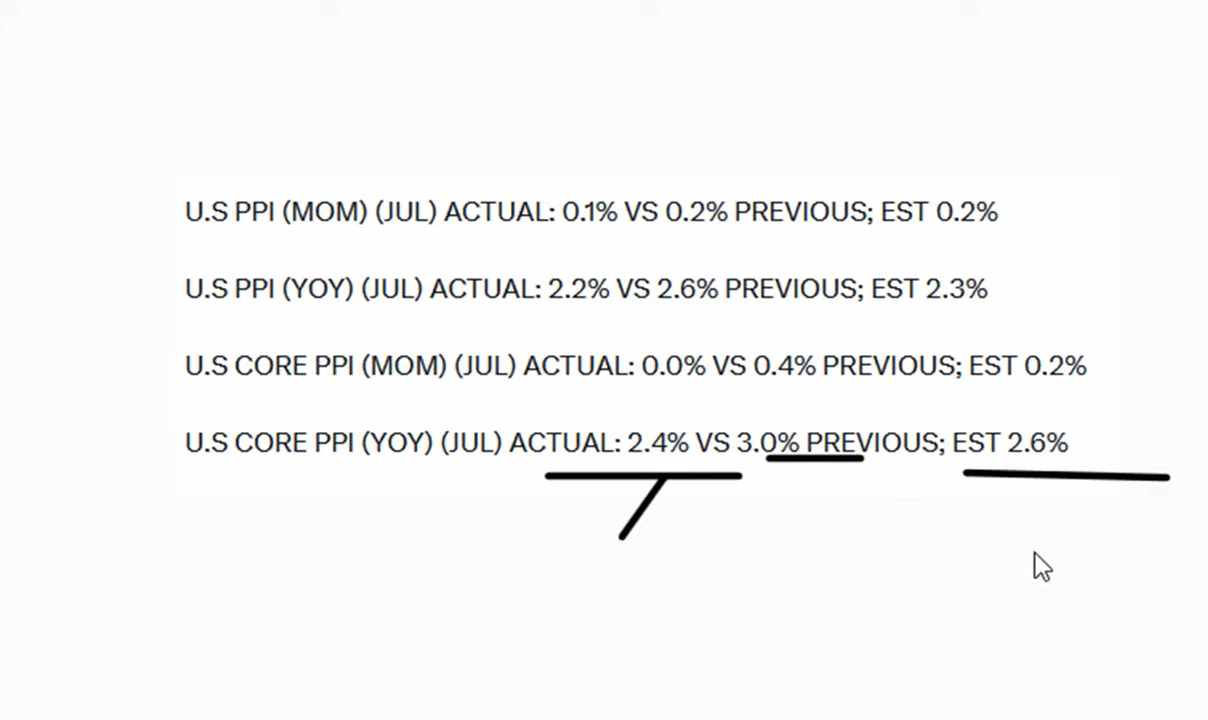 U.S PPI (MOM) (JUL) ACTUAL: 0.1% VS 0.2% PREVIOUS; EST 0.2%
U.S PPI (YOY) (JUL) ACTUAL: 2.2% VS 2.6% PREVIOUS; EST 2.3%
U.S CORE PPI (MOM) (JUL) ACTUAL: 0.0% VS 0.4% PREVIOUS; EST 0.2%
U.S CORE PPI (YOY) (JUL) ACTUAL: 2.4% VS 3.0% PREVIOUS; EST 2.6%